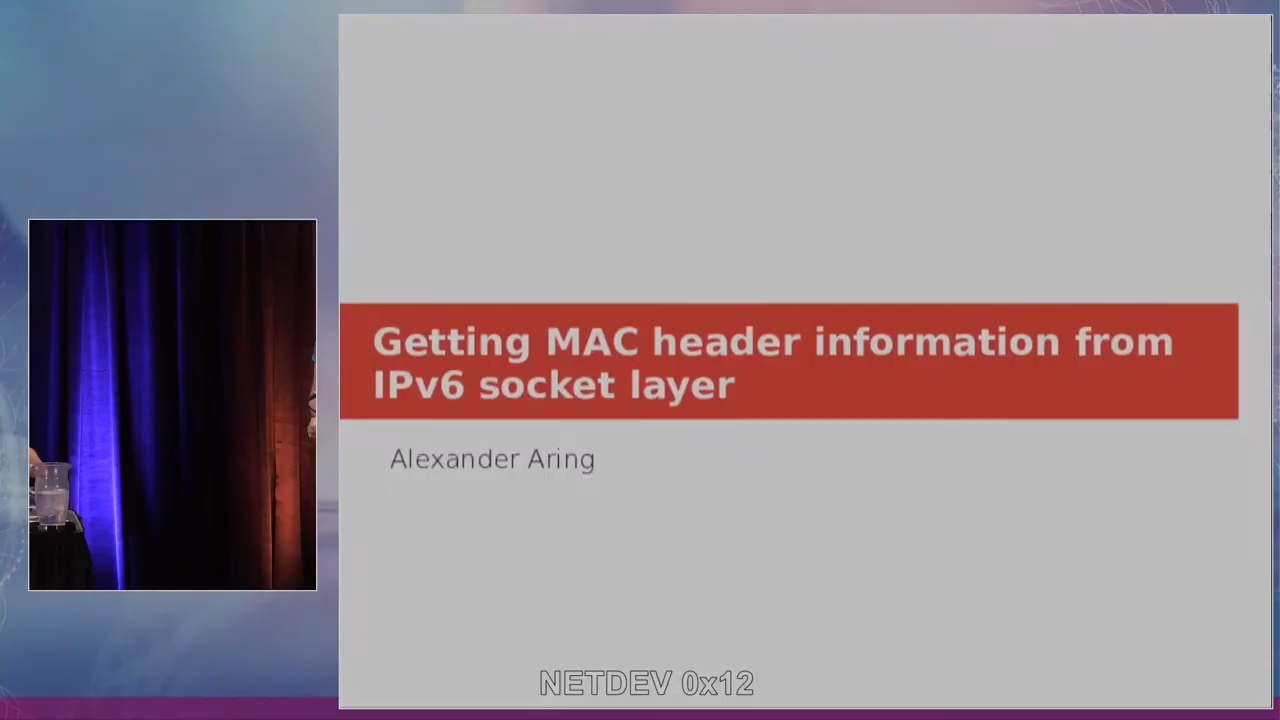 Getting MAC header information from
IPv6 socket layer
Alexander Aring
NETDEV 0x12